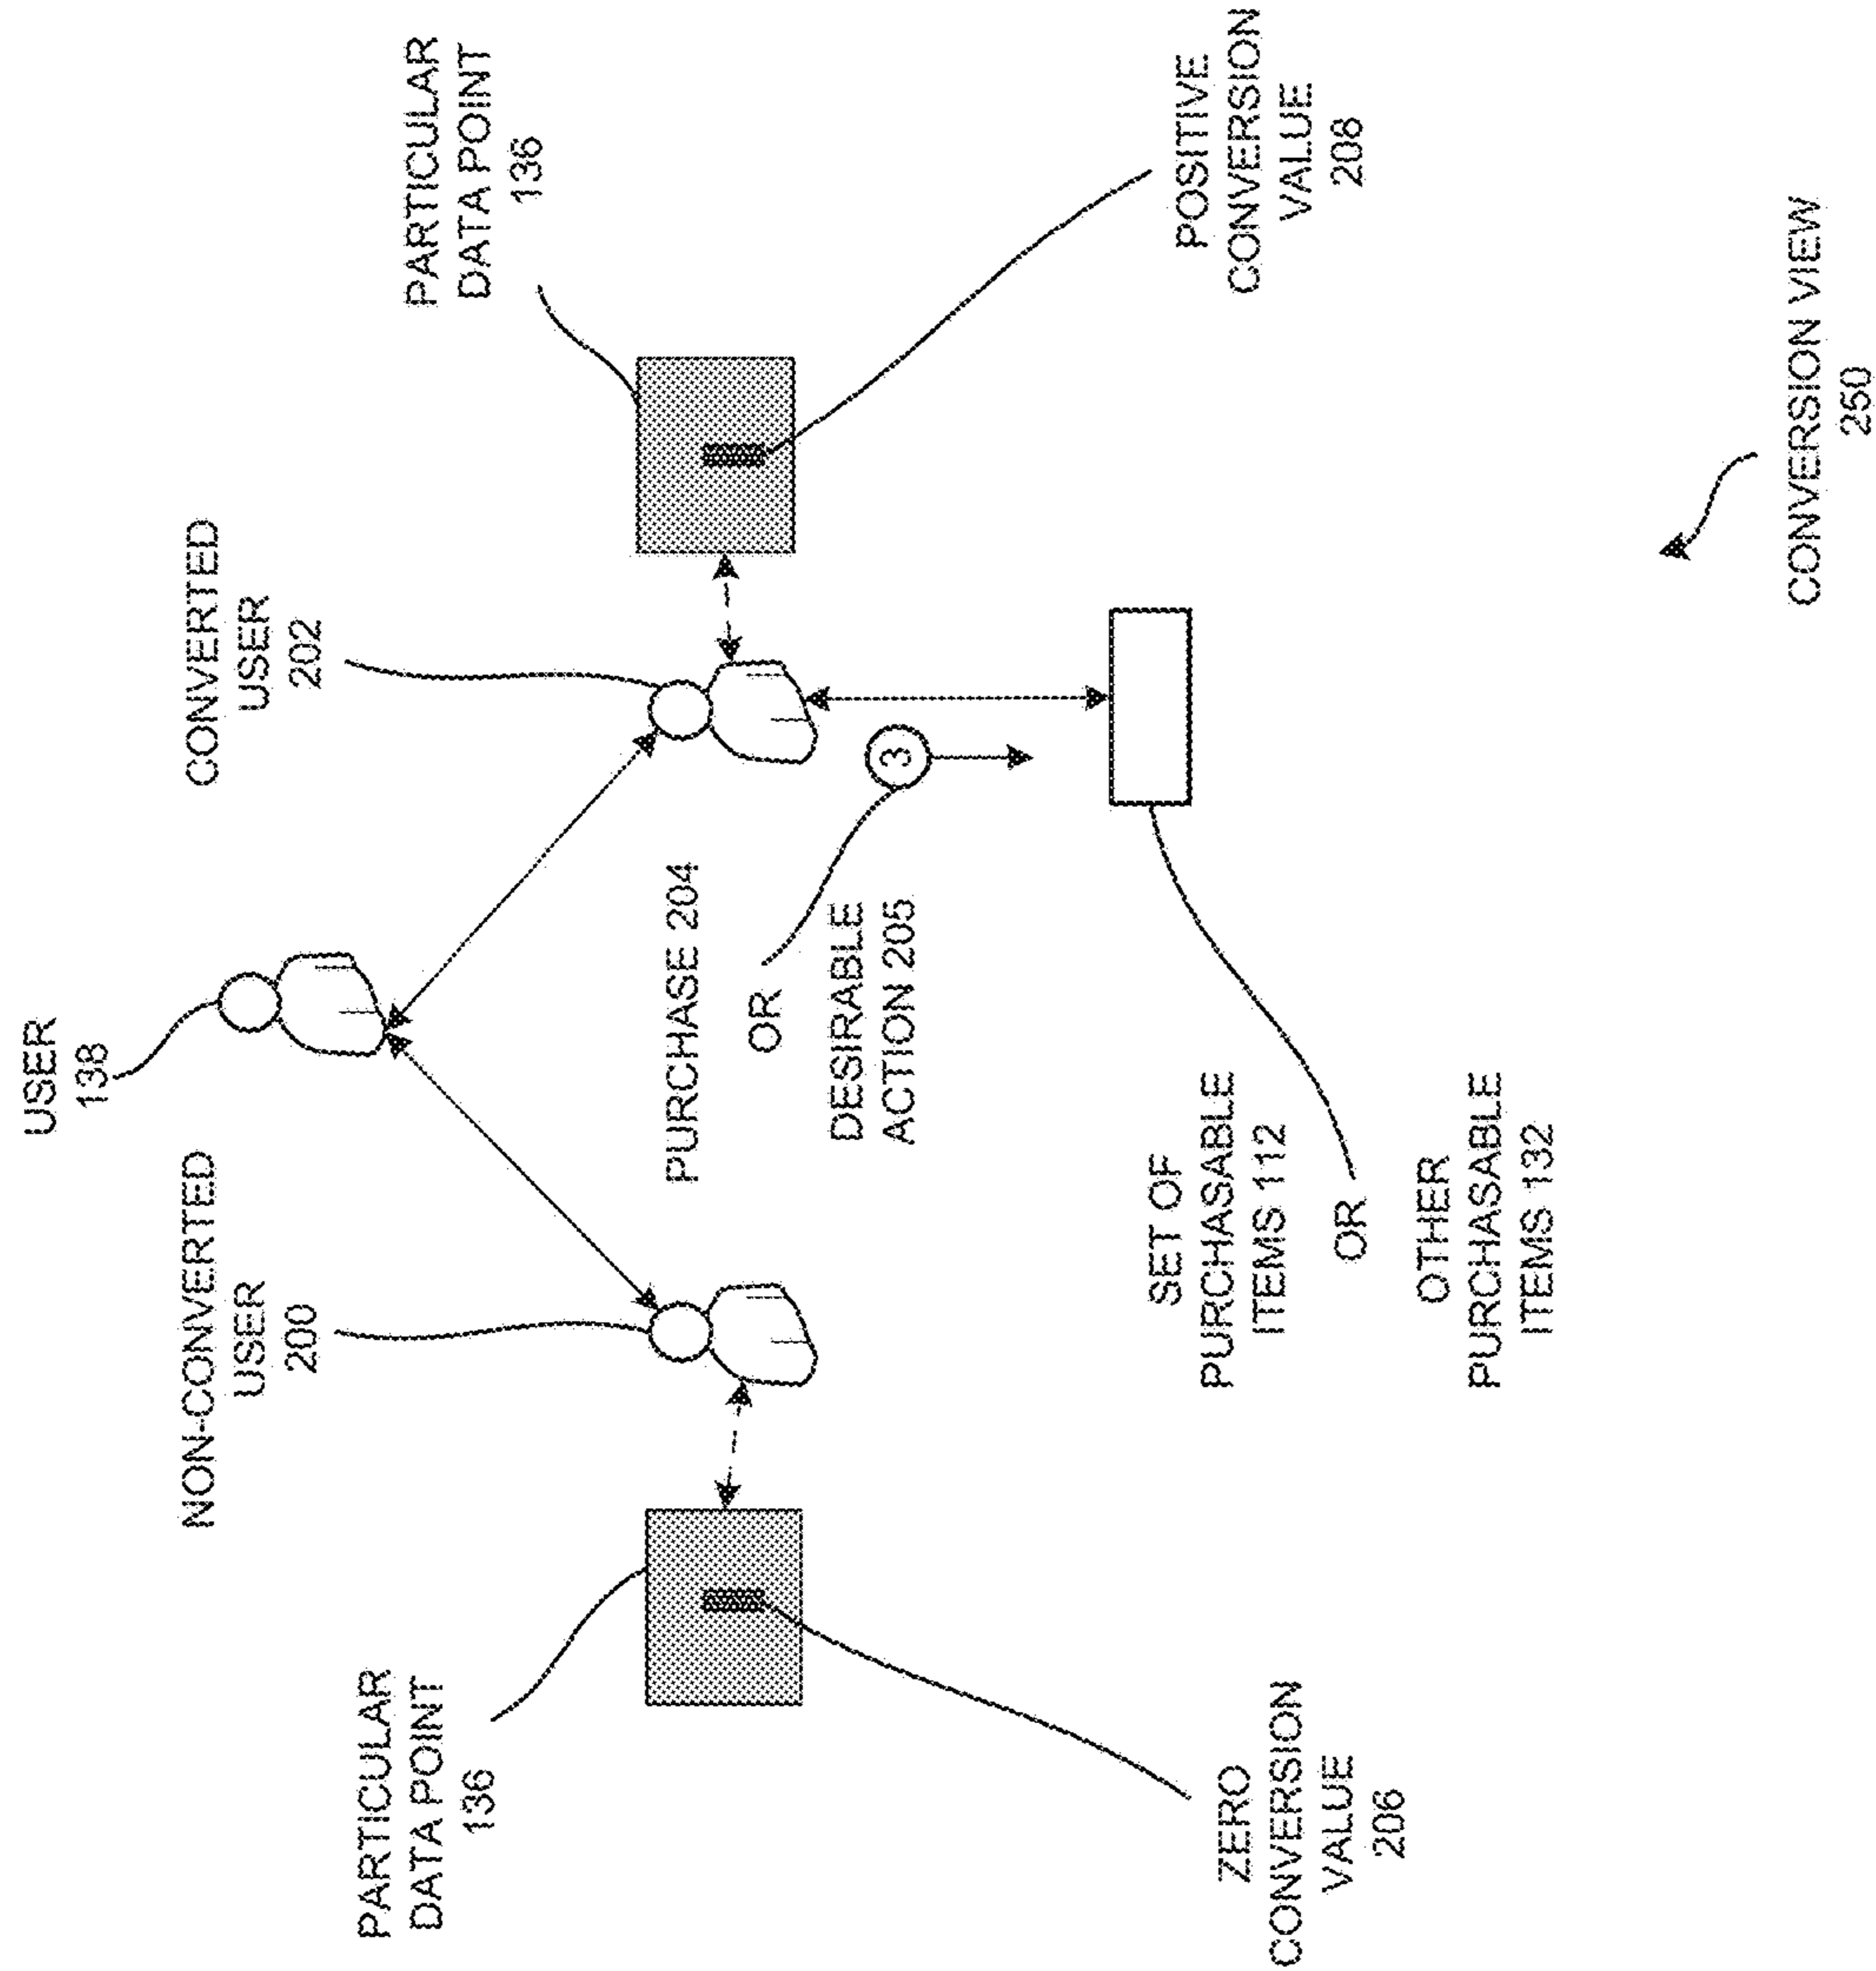 USER
138
NON-CONVERTED
USER
200
CONVERTED
USER
202
PARTICULAR
DATA POINT
136
PARTICULAR
DATA POINT
136
PURCHASE 204
OR
DESIRABLE
ACTION 205
3
ZERO
CONVERSION
VALUE
206
SET OF
PURCHASABLE
ITEMS 112
OR
OTHER
PURCHASABLE
ITEMS 132
POSITIVE
CONVERSION
VALUE
208
CONVERSION VIEW
250